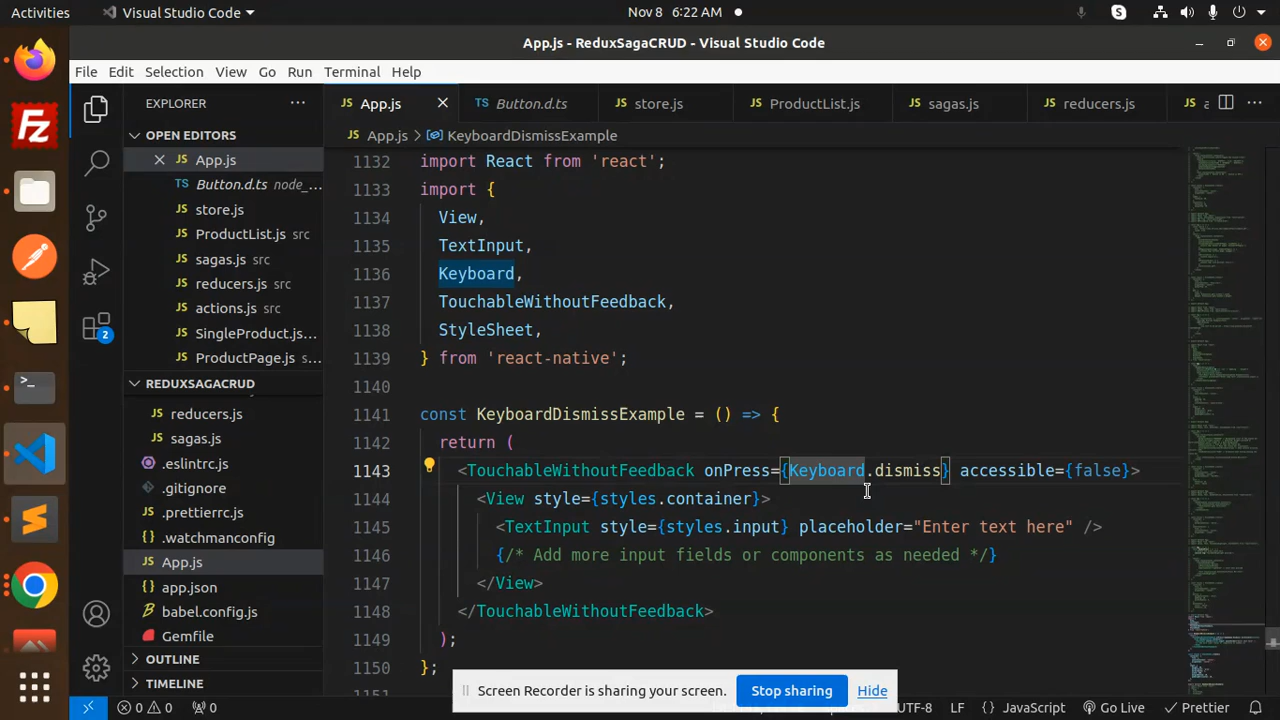 Activities
Visual Studio Code
Nov 8 6:22 AM
App.js - ReduxSagaCRUD - Visual Studio Code
File Edit Selection View Go Run Terminal Help
EXPLORER
OPEN EDITORS
App.js
Button.d.ts node_...
store.js
ProductList.js src
sagas.js src
reducers.js src
actions.js src
SingleProduct.js...
ProductPage.js s...
REDUXSAGACRUD
reducers.js
sagas.js
.eslintrc.js
.gitignore
.prettierrc.js
.watchmanconfig
App.js
app.json
babel.config.js
Gemfile
OUTLINE
TIMELINE
2
App.js Button.d.ts store.js ProductList.js sagas.js reducers.js a
App.js > KeyboardDismissExample
1132 import React from 'react';
1133 import {
1134 View,
1135 TextInput,
1136 Keyboard,
1137 TouchableWithoutFeedback,
1138 StyleSheet,
1139 } from 'react-native';
1140
1141 const KeyboardDismissExample = () => {
1142 return (
1143 <TouchableWithoutFeedback onPress={Keyboard.dismiss} accessible={false}>
1144 <View style={styles.container}>
1145 <TextInput style={styles.input} placeholder="Enter text here" />
1146 {/* Add more input fields or components as needed */}
1147 </View>
1148 </TouchableWithoutFeedback>
1149 );
1150 };
Screen Recorder is sharing your screen. Stop sharing Hide
0 0 0 UTF-8 LF {} JavaScript Go Live Prettier